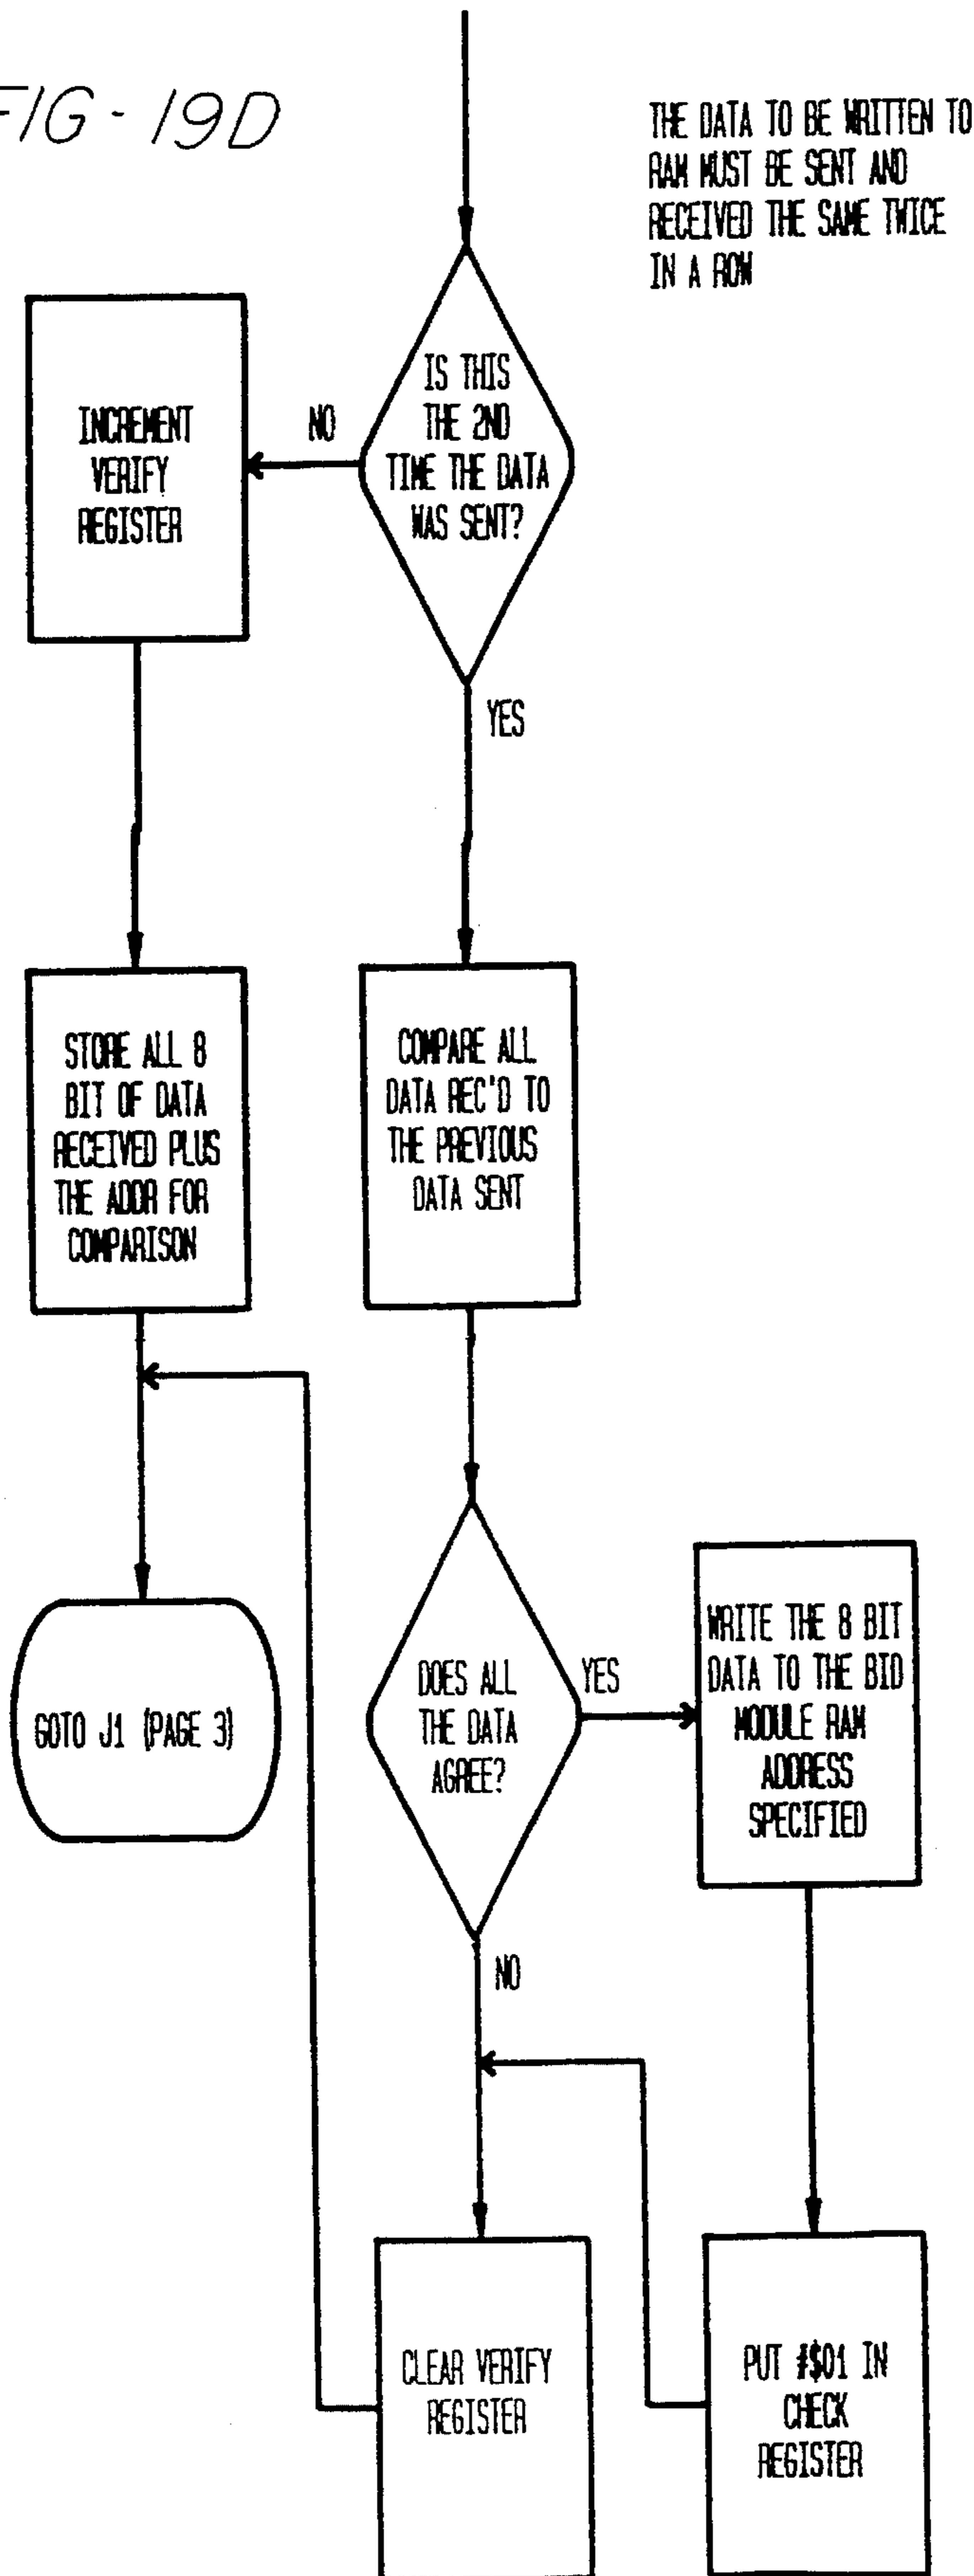 FIG - 19D
THE DATA TO BE WRITTEN TO
RAM MUST BE SENT AND
RECEIVED THE SAME TWICE
IN A ROW
IS THIS
THE 2ND
TIME THE DATA
WAS SENT?
NO
INCREMENT
VERIFY
REGISTER
YES
STORE ALL 8
BIT OF DATA
RECEIVED PLUS
THE ADDR FOR
COMPARISON
COMPARE ALL
DATA REC'D TO
THE PREVIOUS
DATA SENT
GOTO J1 (PAGE 3)
DOES ALL
THE DATA
AGREE?
YES
WRITE THE 8 BIT
DATA TO THE BID
MODULE RAM
ADDRESS
SPECIFIED
NO
CLEAR VERIFY
REGISTER
PUT #$01 IN
CHECK
REGISTER